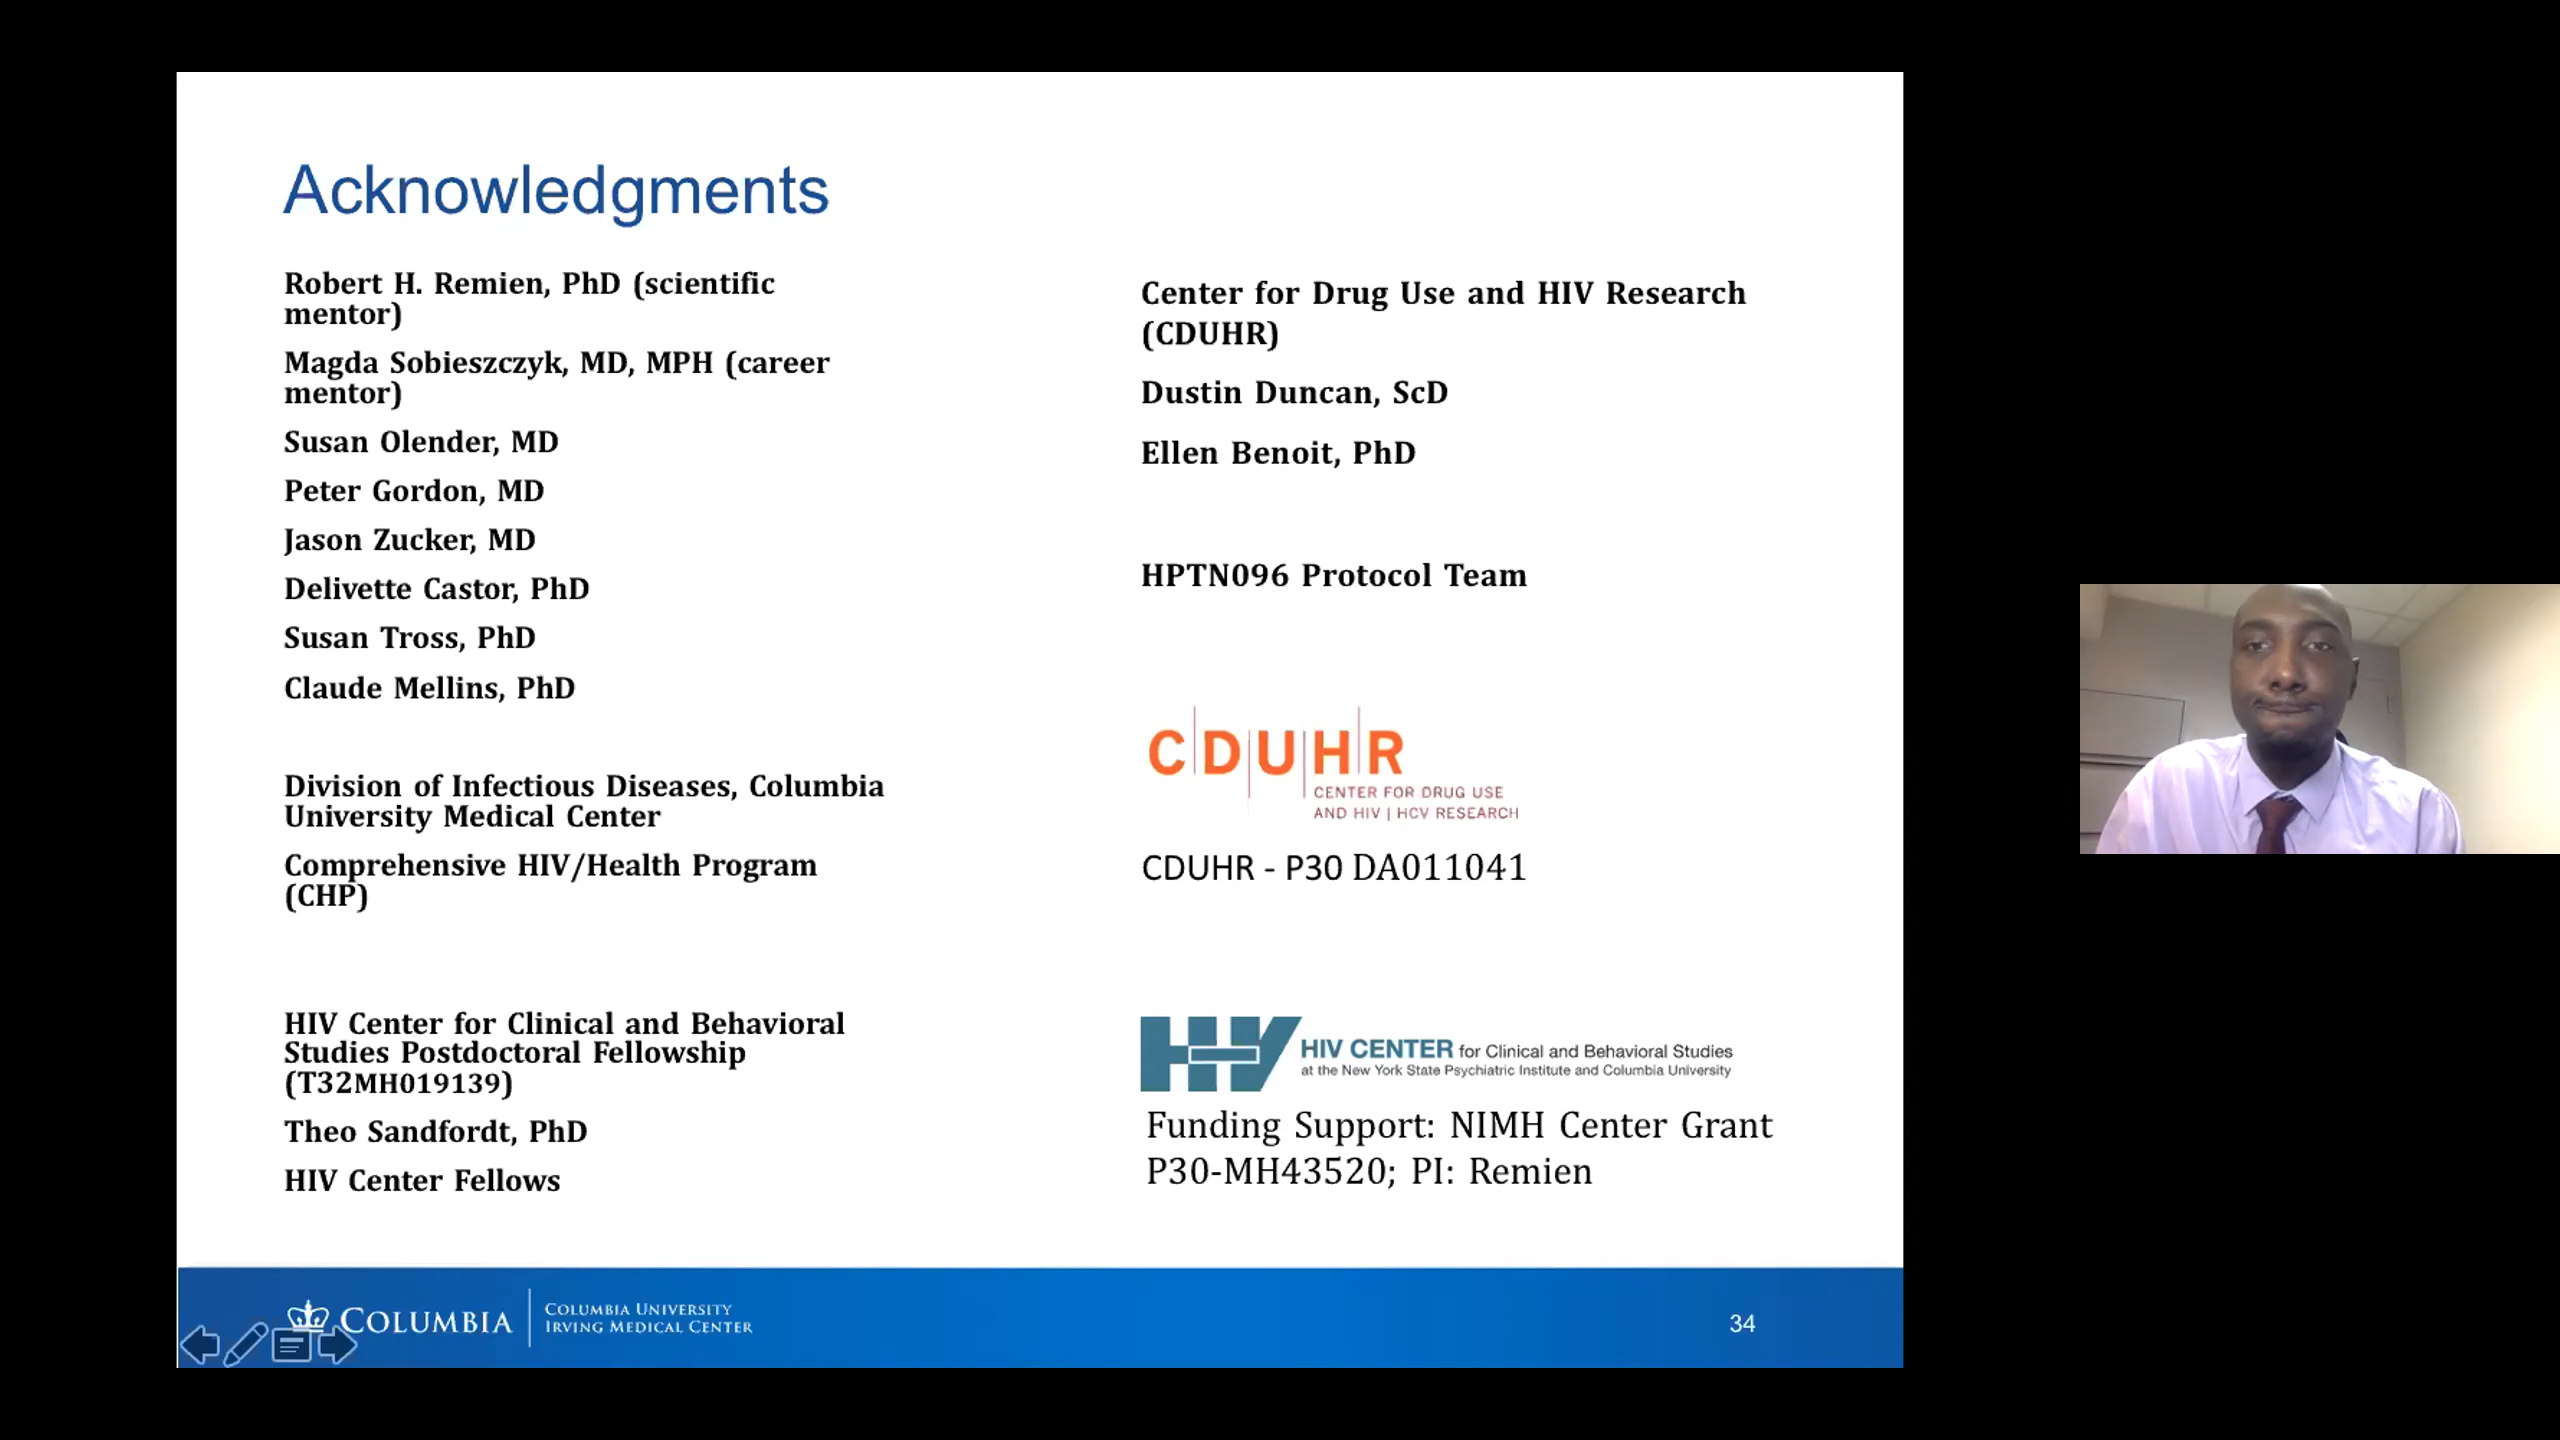 Acknowledgments
Robert H. Remien, PhD (scientific
mentor)
Magda Sobieszczyk, MD, MPH (career
mentor)
Susan Olender, MD
Peter Gordon, MD
Jason Zucker, MD
Delivette Castor, PhD
Susan Tross, PhD
Claude Mellins, PhD
Division of Infectious Diseases, Columbia
University Medical Center
Comprehensive HIV/Health Program
(CHP)
HIV Center for Clinical and Behavioral
Studies Postdoctoral Fellowship
(T32MH019139)
Theo Sandfordt, PhD
HIV Center Fellows
Center for Drug Use and HIV Research
(CDUHR)
Dustin Duncan, ScD
Ellen Benoit, PhD
HPTN096 Protocol Team
CDUHR
CENTER FOR DRUG USE
AND HIV | HCV RESEARCH
CDUHR - P30 DA011041
HIV
HIV CENTER for Clinical and Behavioral Studies
at the New York State Psychiatric Institute and Columbia University
Funding Support: NIMH Center Grant
P30-MH43520; PI: Remien
COLUMBIA
COLUMBIA UNIVERSITY
IRVING MEDICAL CENTER
34